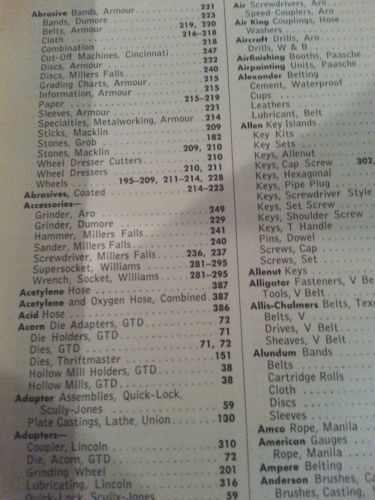 Abrasive Bands, Armour 221
Bands, Dumore 223
Belts, Armour 219, 220
Cloth 216–218
Combination 218
Cut-Off Machines, Cincinnati 247
Discs, Armour 222
Discs, Millers Falls 240
Grading Charts, Armour 215
Information, Armour 215
Paper 215–219
Sleeves, Armour 221
Specialties, Metalworking, Armour 214
Sticks, Macklin 209
Stones, Grob 182
Stones, Macklin 209, 210
Wheel Dresser Cutters 210
Wheel Dressers 210, 211
Wheels 195–209, 211–214, 228
Abrasives, Coated 214–223
Accessories—
Grinder, Aro 249
Grinder, Dumore 229
Hammer, Millers Falls 241
Sander, Millers Falls 240
Screwdriver, Millers Falls 236, 237
Supersocket, Williams 281–295
Wrench, Socket, Williams 281–295
Acetylene Hose 387
Acetylene and Oxygen Hose, Combined 387
Acid Hose 386
Acorn Die Adapters, GTD 72
Die Holders, GTD 71
Dies, GTD 71, 72
Dies, Thriftmaster 151
Hollow Mill Holders, GTD 38
Hollow Mills, GTD 38
Adapter Assemblies, Quick-Lock,
Scully-Jones 59
Plate Castings, Lathe, Union 130
Adapters—
Coupler, Lincoln 310
Die, Acorn, GTD 72
Grinding Wheel 201
Lubricating, Lincoln 316
Quick-Lock, Scully-Jones 59
Air Screwdrivers, Aro
Speed Couplers, Aro
Air King Couplings, Hose
Washers
Aircraft Drills, Aro
Drills, W & B
Airfinishing Booths, Paasche
Airpainting Units, Paasche
Alexander Belting
Cement, Waterproof
Cups
Leathers
Lubricant, Belt
Allen Key Islands
Key Kits
Key Sets
Keys, Allenut
Keys, Cap Screw 302,
Keys, Hexagonal
Keys, Pipe Plug
Keys, Screwdriver Style
Keys, Set Screw
Keys, Shoulder Screw
Keys, T Handle
Pins, Dowel
Screws, Cap
Screws, Set
Allenut Keys
Alligator Fasteners, V Be
Tools, V Belt
Allis-Chalmers Belts, Tex
Belts, V
Drives, V Belt
Sheaves, V Belt
Alundum Bands
Belts
Cartridge Rolls
Cloth
Discs
Sleeves
Amco Rope, Manila
American Gauges
Rope, Manila
Ampere Belting
Anderson Brushes, Ca
Brushes, Casting,